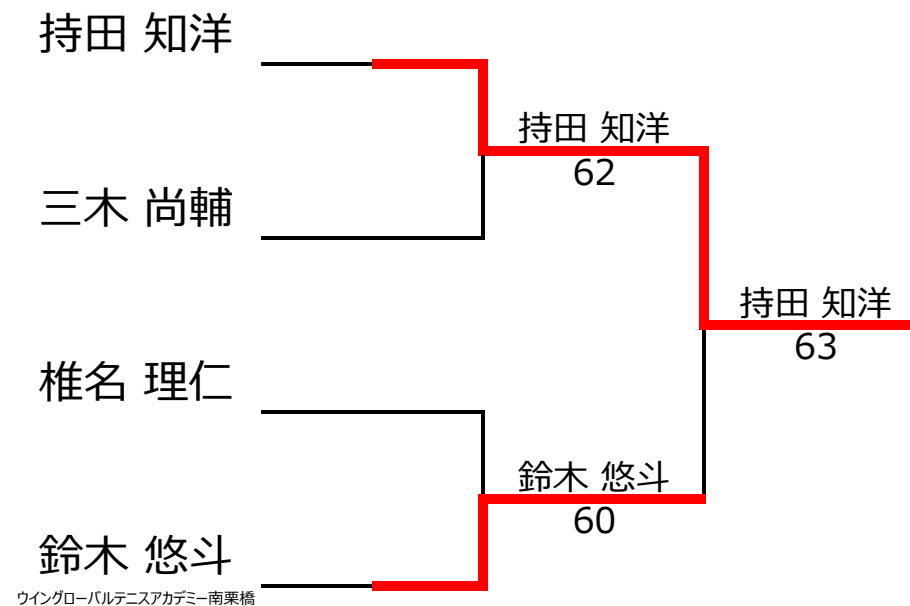 持田 知洋
持田 知洋
62
三木 尚輔
持田 知洋
63
椎名 理仁
鈴木 悠斗
60
鈴木 悠斗
ウイングローバルテニスアカデミー南栗橋